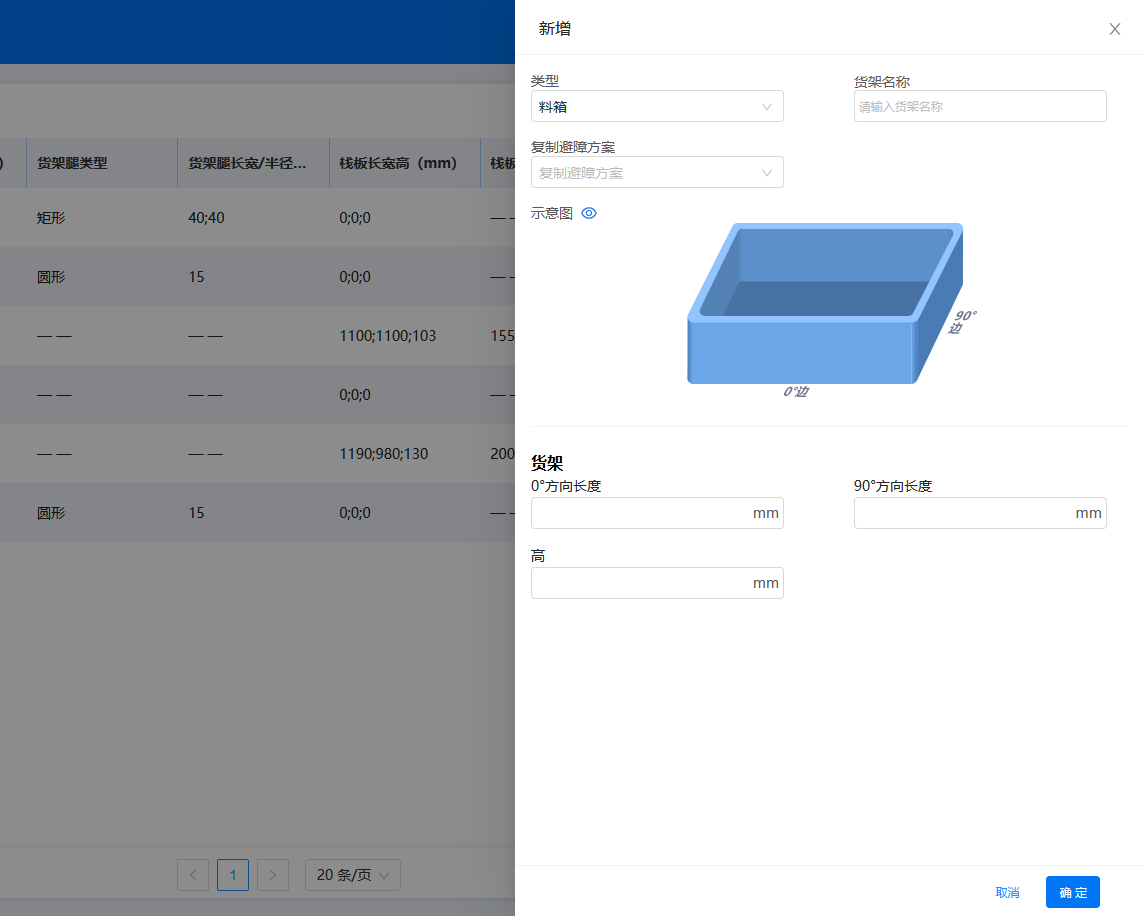 新增
类型
货架名称
料箱
请输入货架名称
复制避障方案
复制避障方案
示意图
90°边
0°边
货架
0°方向长度
90°方向长度
mm
mm
高
mm
取消
确 定
) 货架腿类型 货架腿长宽/半径... 栈板长宽高（mm） 栈板
矩形 40;40 0;0;0 — —
圆形 15 0;0;0 — —
— — — — 1100;1100;103 155
— — — — 0;0;0 — —
— — — — 1190;980;130 200
圆形 15 0;0;0 — —
< 1 > 20 条/页